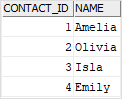 CONTACT_ID NAME
1 Amelia
2 Olivia
3 Isla
4 Emily